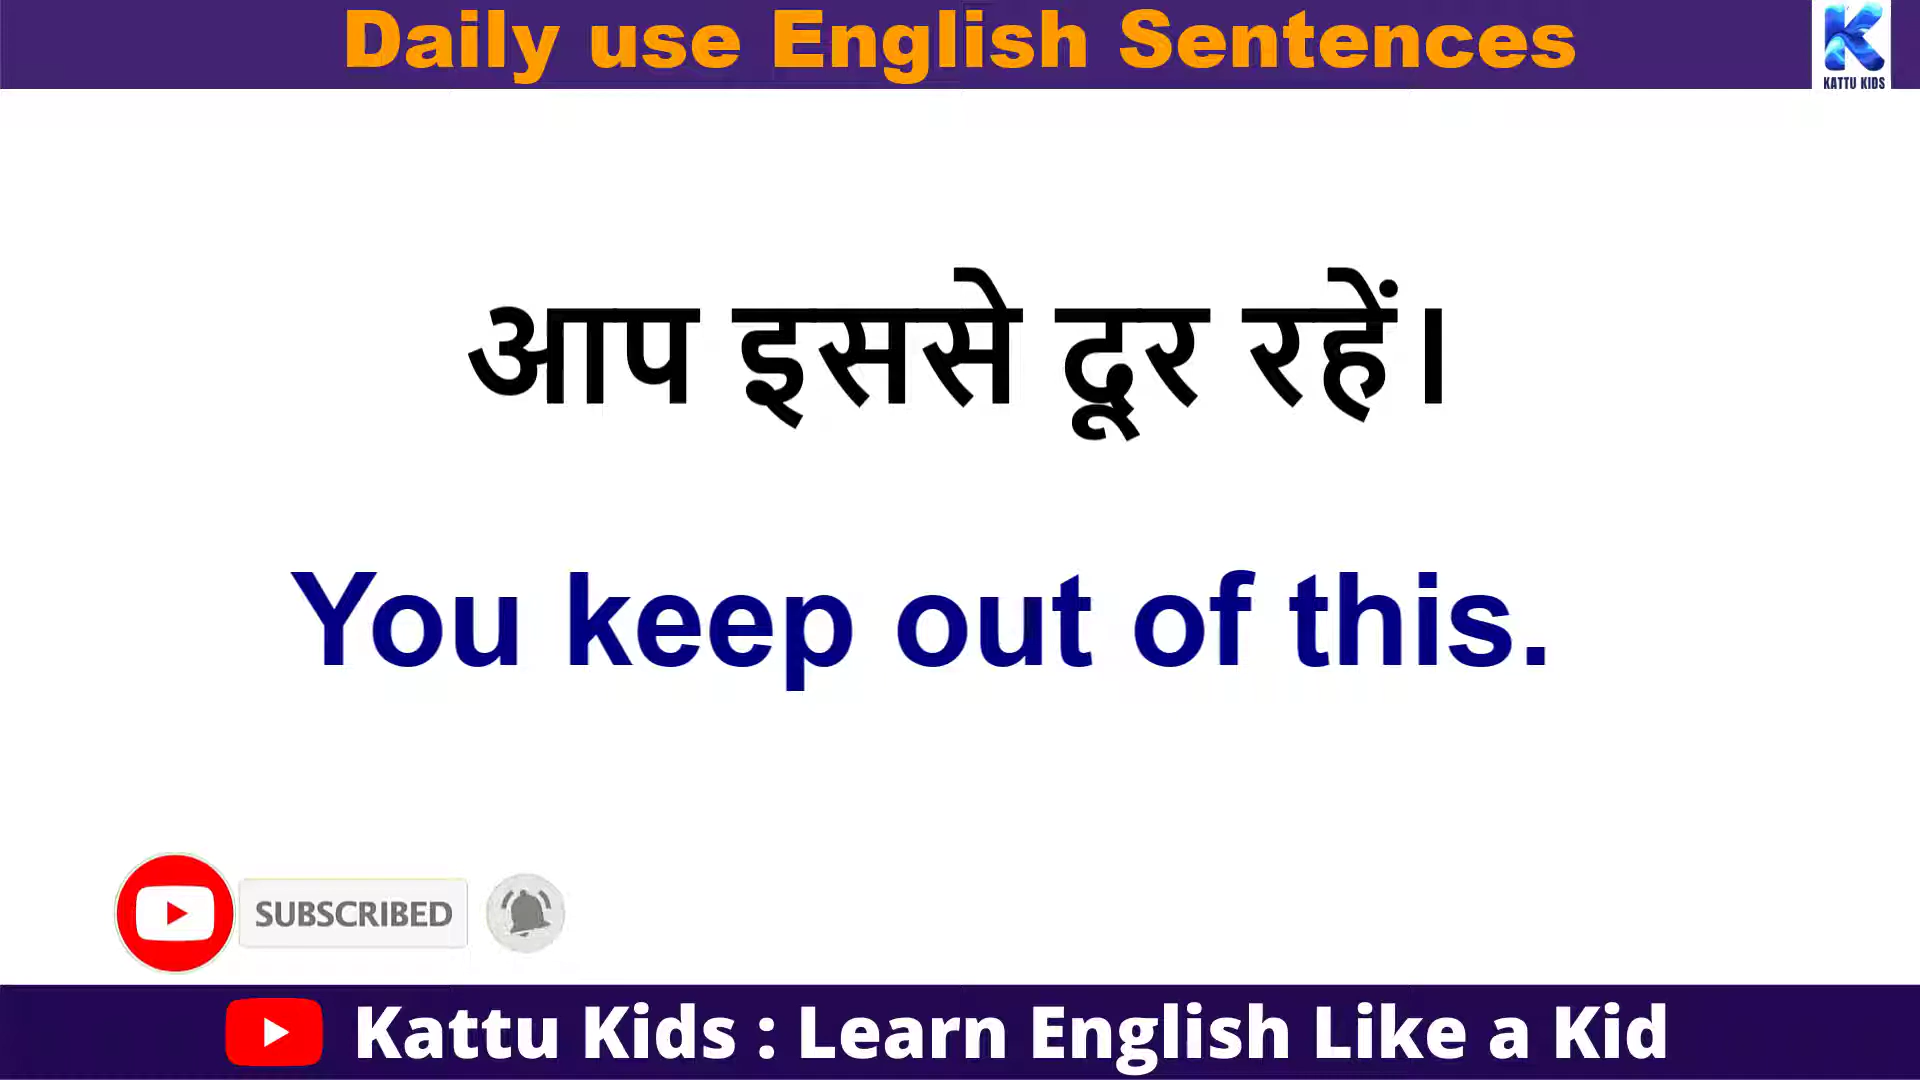 Daily use English Sentences
KATTU KIDS
आप इससे दूर रहें।
You keep out of this.
SUBSCRIBED
Kattu Kids : Learn English Like a Kid